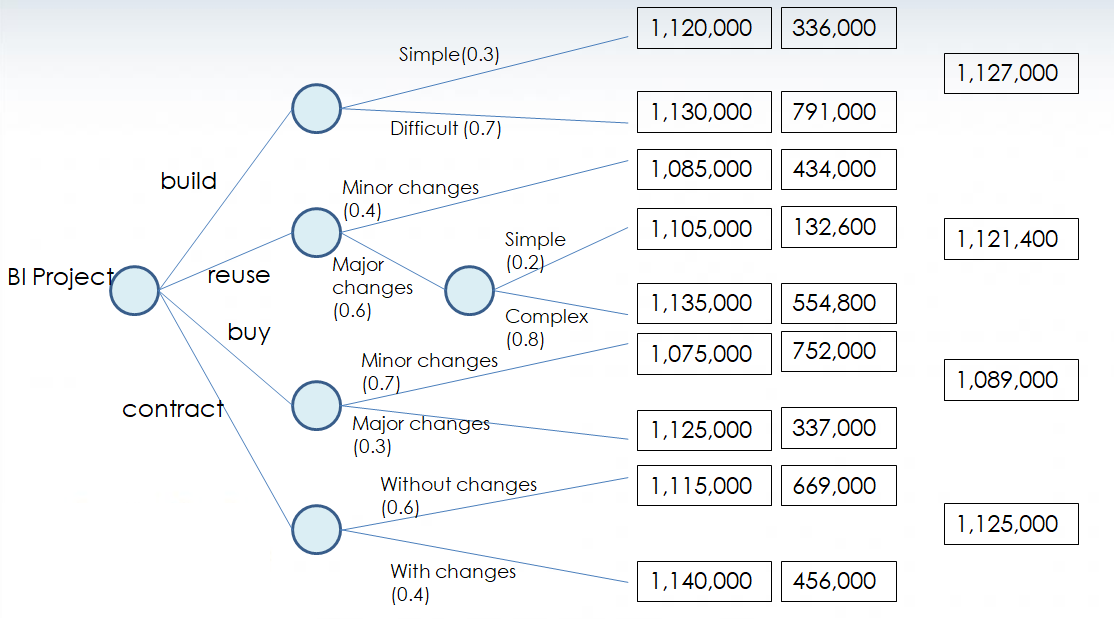 1,120,000 336,000
Simple(0.3)
1,127,000
1,130,000 791,000
Difficult (0.7)
build
1,085,000 434,000
Minor changes
(0.4)
1,105,000 132,600
Simple
(0.2)
1,121,400
BI Project
reuse
Major
changes
(0.6)
1,135,000 554,800
Complex
(0.8)
buy
1,075,000 752,000
Minor changes
(0.7)
1,089,000
contract
Major changes
(0.3)
1,125,000 337,000
Without changes
(0.6)
1,115,000 669,000
1,125,000
With changes
(0.4)
1,140,000 456,000